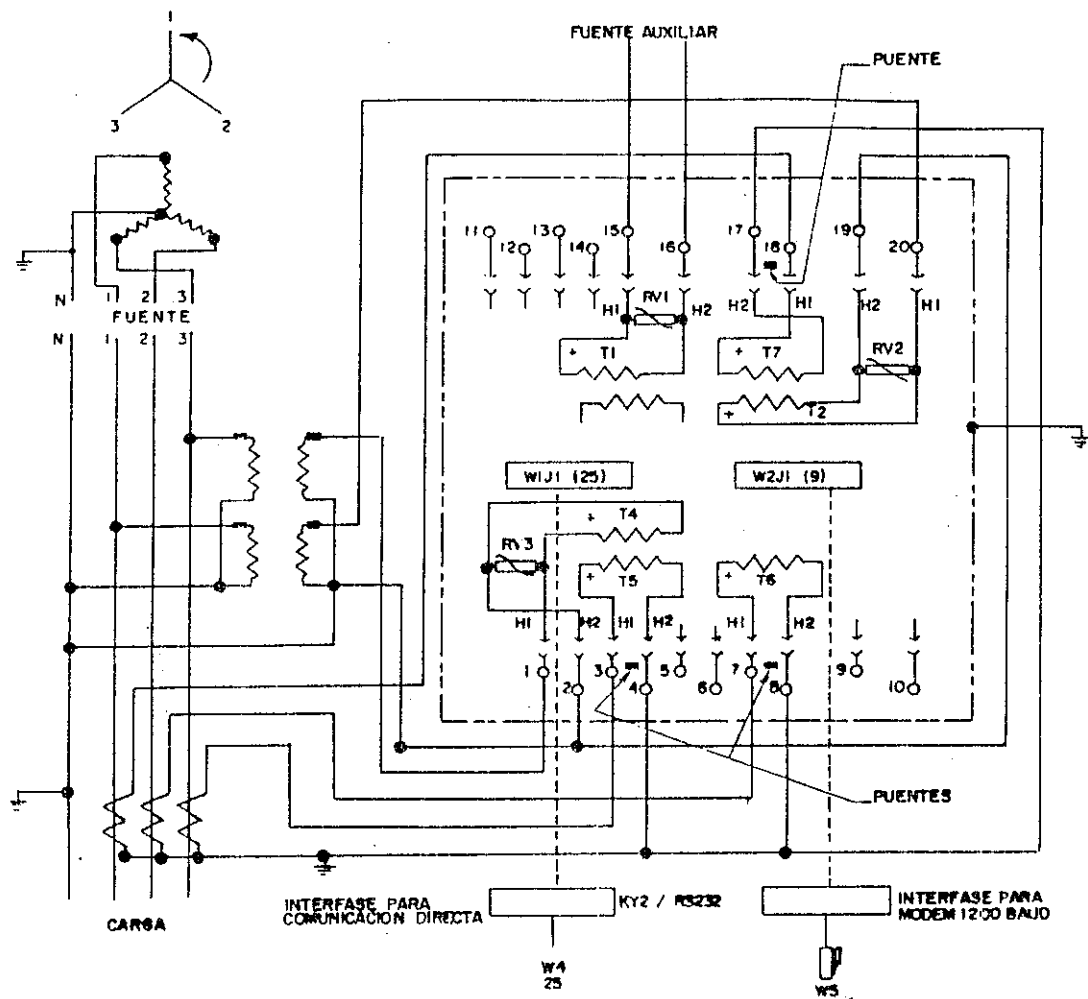 1
3 2
FUENTE AUXILIAR
PUENTE
11 12 13 14 15 16 17 18 19 20
N 1 2 3
FUENTE
N 1 2 3
H1 RV1 H2 H2 H1 H2 H1
+ T1 + T7 RV2
+ T2
W1J1 (25) W2J1 (9)
+ T4
RV3 + T5 + T6
H1 H2 H1 H2 H1 H2
1 2 3 4 5 6 7 8 9 10
PUENTES
CARGA
INTERFASE PARA
COMUNICACION DIRECTA
KY2 / RS232
INTERFASE PARA
MODEM 1200 BAUD
W4
25
W5